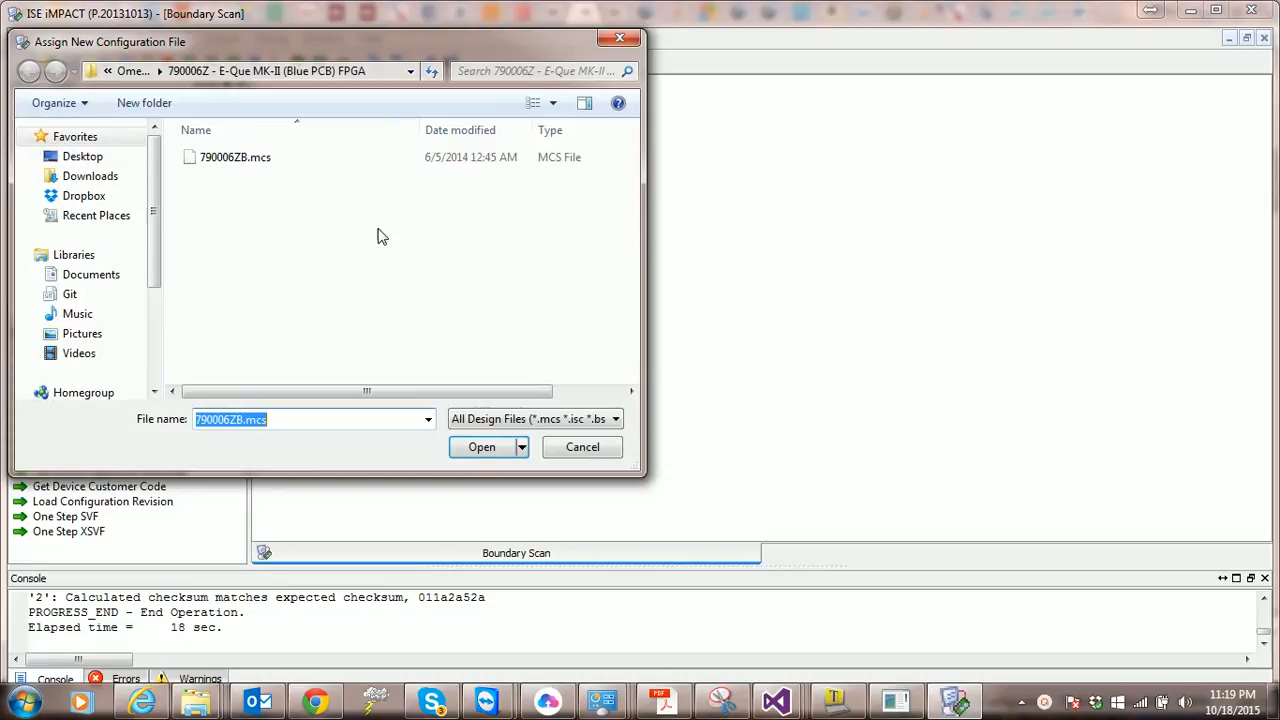 ISE iMPACT (P.20131013) - [Boundary Scan]
Assign New Configuration File
« Ome... ▸ 790006Z - E-Que MK-II (Blue PCB) FPGA
Search 790006Z - E-Que MK-II ...
Organize
New folder
Favorites
Desktop
Downloads
Dropbox
Recent Places
Libraries
Documents
Git
Music
Pictures
Videos
Homegroup
Name Date modified Type
790006ZB.mcs 6/5/2014 12:45 AM MCS File
File name: 790006ZB.mcs
All Design Files (*.mcs *.isc *.bs
Open
Cancel
Get Device Customer Code
Load Configuration Revision
One Step SVF
One Step XSVF
Boundary Scan
Console
'2': Calculated checksum matches expected checksum, 011a2a52a
PROGRESS_END - End Operation.
Elapsed time =     18 sec.
Console
Errors
Warnings
PDF
11:19 PM
10/18/2015